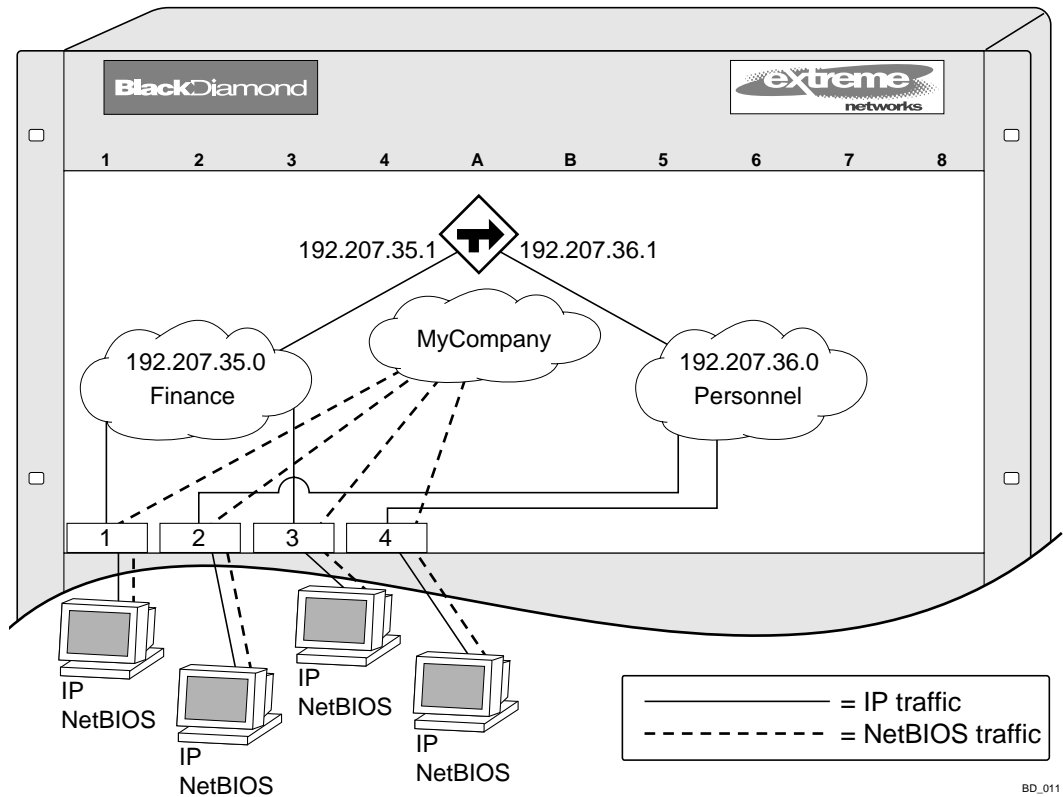 BlackDiamond
extreme networks
1 2 3 4 A B 5 6 7 8
192.207.35.1
192.207.36.1
MyCompany
192.207.35.0
Finance
192.207.36.0
Personnel
1 2 3 4
IP
NetBIOS
IP
NetBIOS
IP
NetBIOS
IP
NetBIOS
= IP traffic
= NetBIOS traffic
BD_011